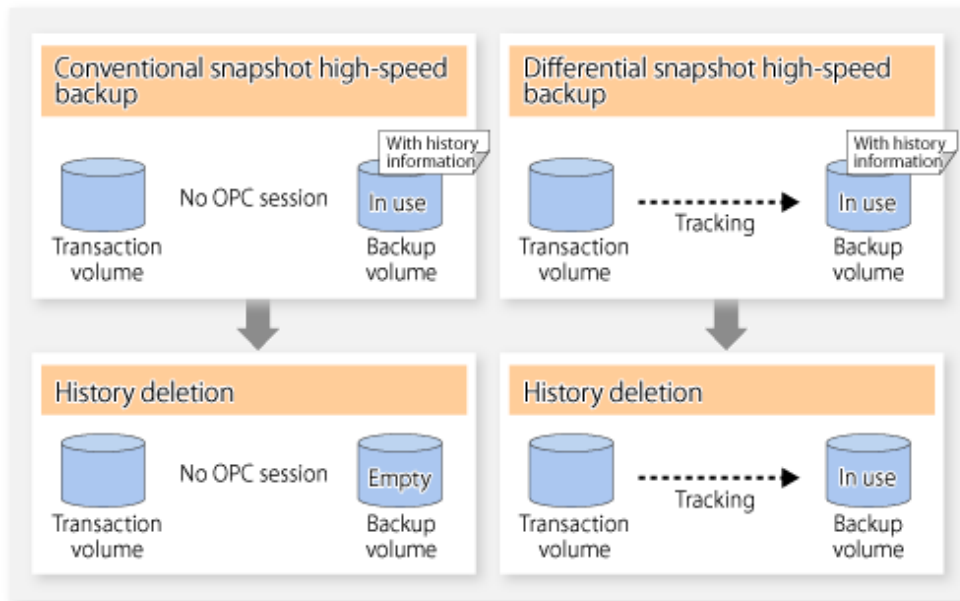 Conventional snapshot high-speed
backup
With history
information
No OPC session
In use
Transaction
volume
Backup
volume
Differential snapshot high-speed
backup
With history
information
Tracking
In use
Transaction
volume
Backup
volume
History deletion
No OPC session
Empty
Transaction
volume
Backup
volume
History deletion
Tracking
In use
Transaction
volume
Backup
volume